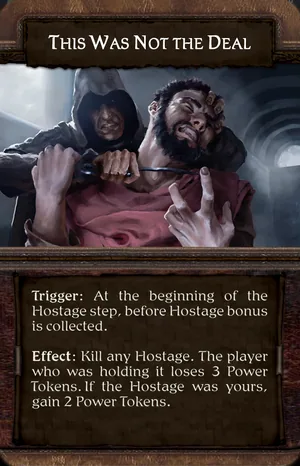 THIS WAS NOT THE DEAL
Trigger: At the beginning of the
Hostage step, before Hostage bonus
is collected.
Effect: Kill any Hostage. The player
who was holding it loses 3 Power
Tokens. If the Hostage was yours,
gain 2 Power Tokens.